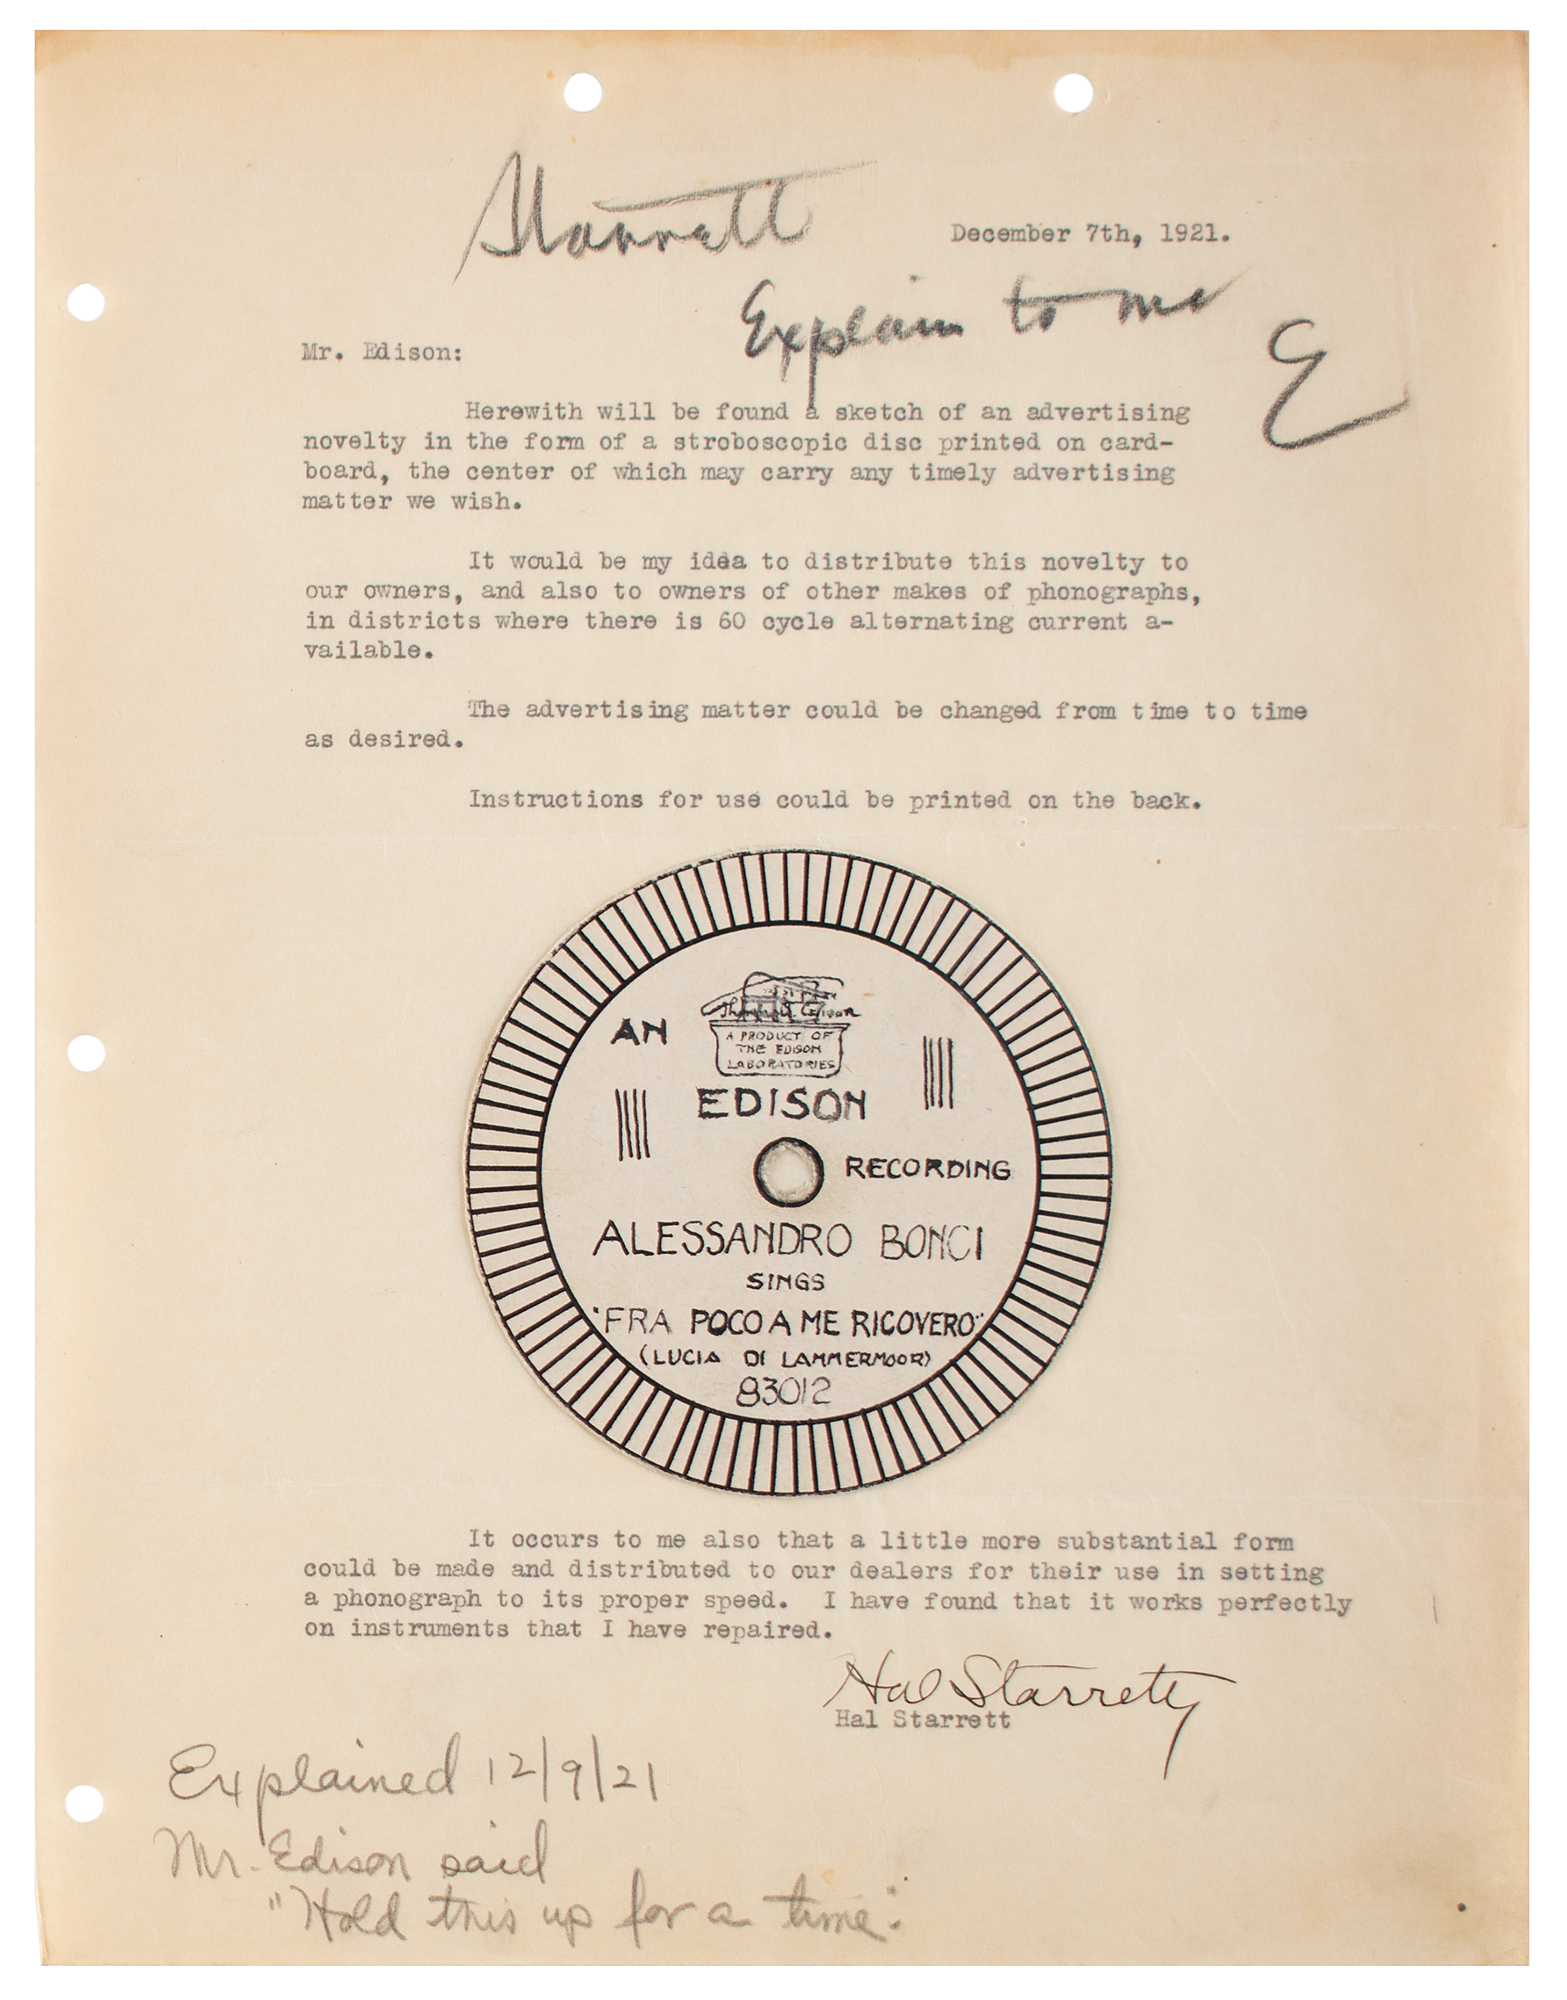 Starrett
December 7th, 1921.
Explain to me
E
Mr. Edison:
Herewith will be found a sketch of an advertising
novelty in the form of a stroboscopic disc printed on card-
board, the center of which may carry any timely advertising
matter we wish.
It would be my idea to distribute this novelty to
our owners, and also to owners of other makes of phonographs,
in districts where there is 60 cycle alternating current a-
vailable.
The advertising matter could be changed from time to time
as desired.
Instructions for use could be printed on the back.
Thomas A. Edison
AN
A PRODUCT OF
THE EDISON
LABORATORIES
EDISON
RECORDING
ALESSANDRO BONCI
SINGS
"FRA POCO A ME RICOVERO"
(LUCIA DI LAMMERMOOR)
83012
It occurs to me also that a little more substantial form
could be made and distributed to our dealers for their use in setting
a phonograph to its proper speed. I have found that it works perfectly
on instruments that I have repaired.
Hal Starrett
Hal Starrett
Explained 12/9/21
Mr. Edison said
"Hold this up for a time".